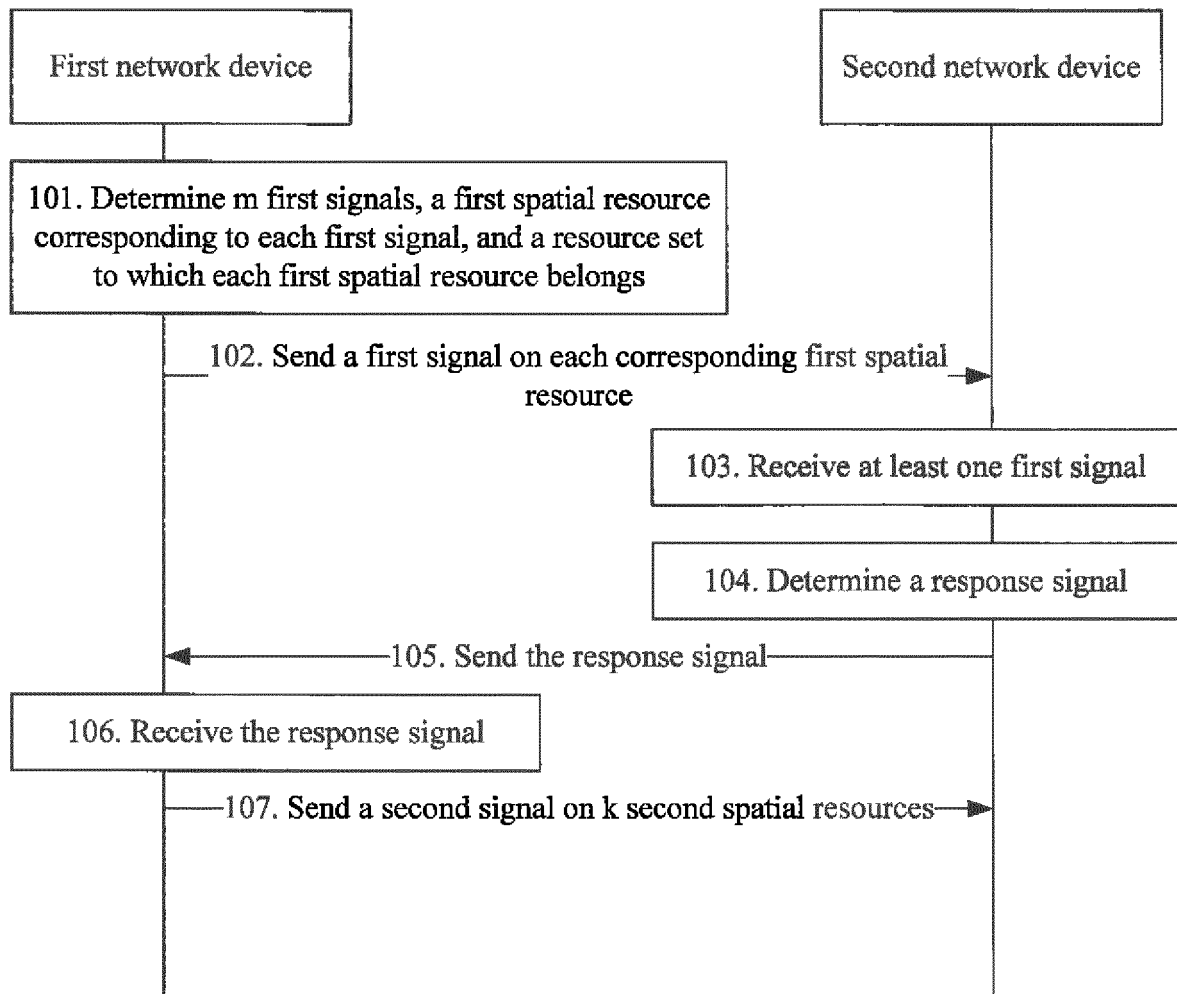 First network device
Second network device
101. Determine m first signals, a first spatial resource
corresponding to each first signal, and a resource set
to which each first spatial resource belongs
102. Send a first signal on each corresponding first spatial
resource
103. Receive at least one first signal
104. Determine a response signal
105. Send the response signal
106. Receive the response signal
107. Send a second signal on k second spatial resources